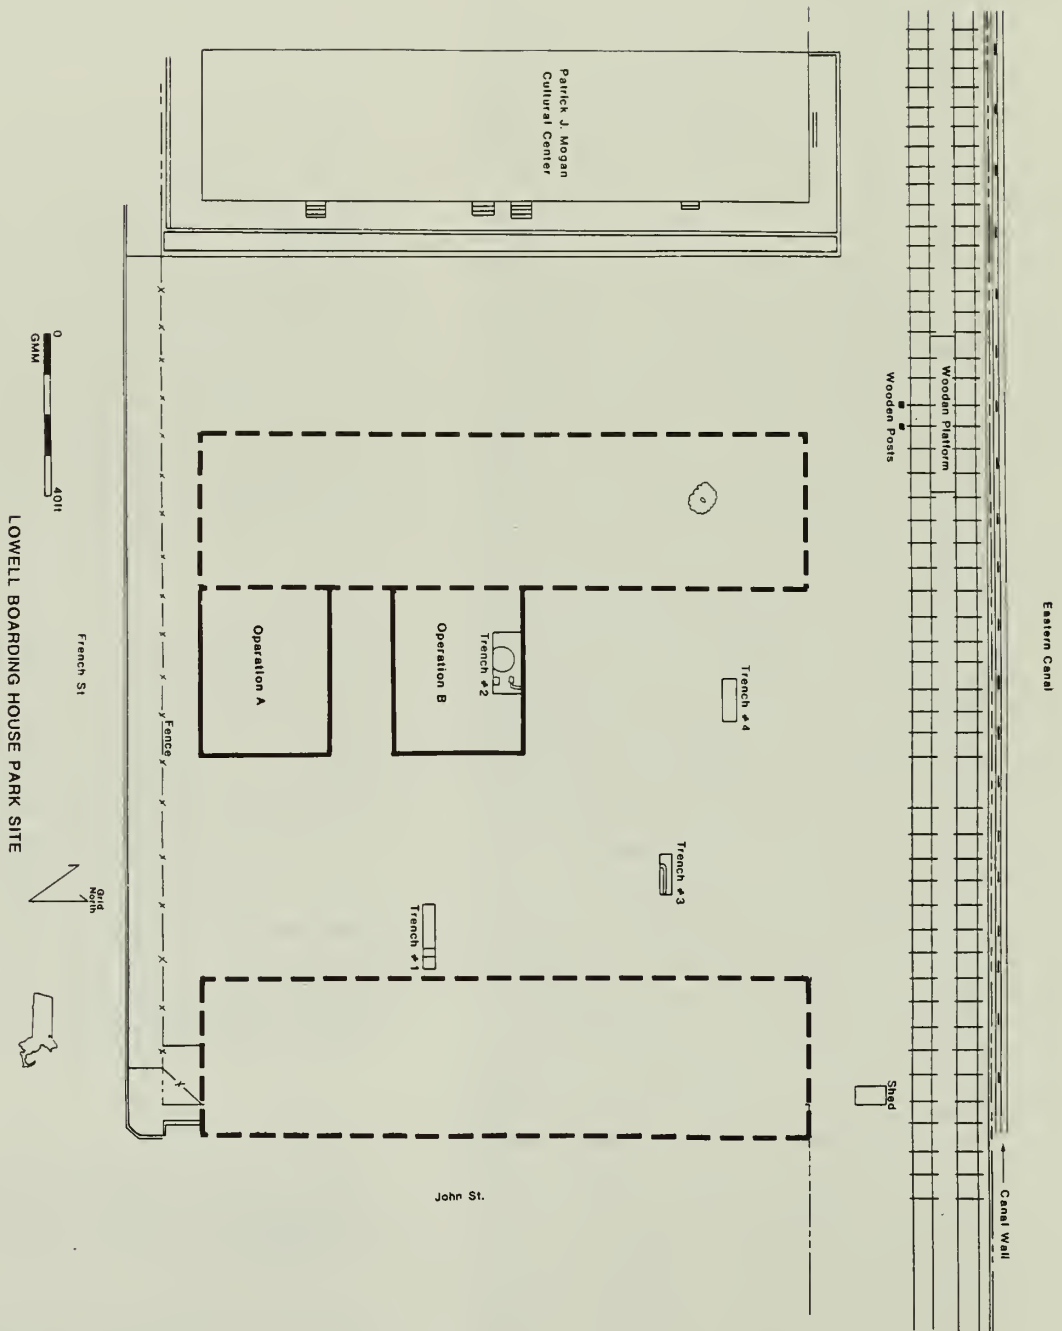 Eastern Canal
Canal Wall
Wooden Platform
Wooden Posts
Shed
Patrick J. Mogan
Cultural Center
Trench #4
Trench #3
Trench #2
Trench #1
Operation B
Oparation A
John St.
Fence
French St
0
40ft
GMM
Grid
North
LOWELL BOARDING HOUSE PARK SITE